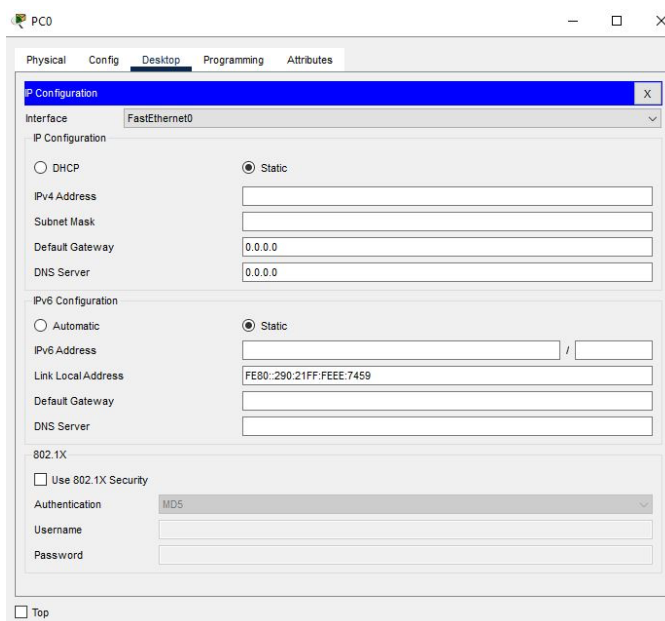 PC0
Physical Config Desktop Programming Attributes
IP Configuration X
Interface FastEthernet0
IP Configuration
DHCP Static
IPv4 Address
Subnet Mask
Default Gateway 0.0.0.0
DNS Server 0.0.0.0
IPv6 Configuration
Automatic Static
IPv6 Address /
Link Local Address FE80::290:21FF:FEEE:7459
Default Gateway
DNS Server
802.1X
Use 802.1X Security
Authentication MD5
Username
Password
Top